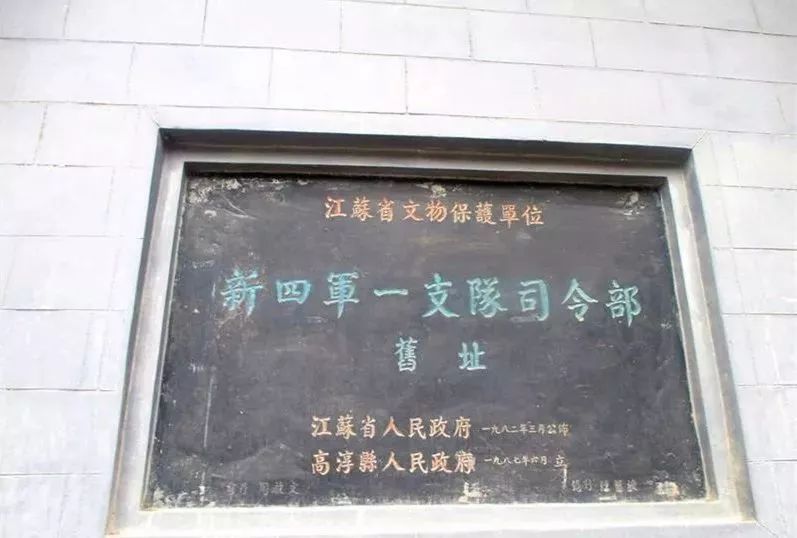 江蘇省文物保護單位
新四軍一支隊司令部
舊址
江蘇省人民政府 一九八二年三月公佈
高淳縣人民政府 一九八七年六月 立